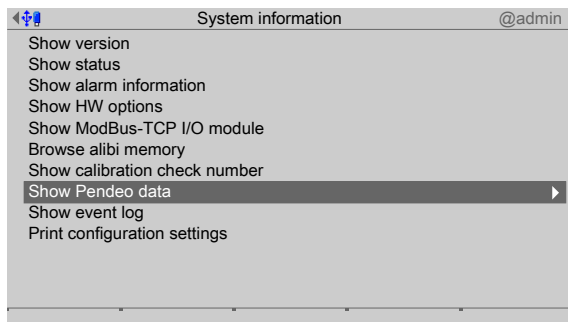 System information @admin
Show version
Show status
Show alarm information
Show HW options
Show ModBus-TCP I/O module
Browse alibi memory
Show calibration check number
Show Pendeo data
Show event log
Print configuration settings